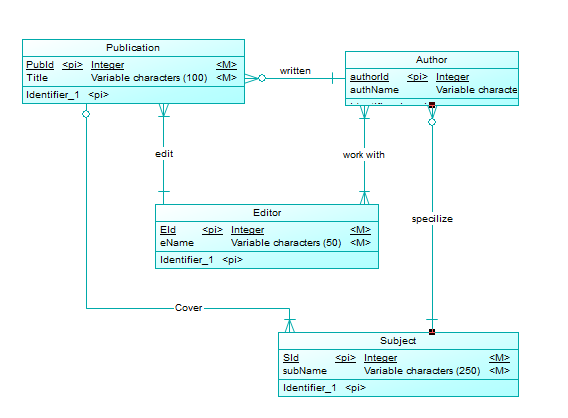 Publication
PubId <pi> Integer <M>
Title Variable characters (100) <M>
Identifier_1 <pi>
written
Author
authorId <pi> Integer
authName Variable characte
edit
work with
Editor
EId <pi> Integer <M>
eName Variable characters (50) <M>
Identifier_1 <pi>
specilize
Cover
Subject
SId <pi> Integer <M>
subName Variable characters (250) <M>
Identifier_1 <pi>